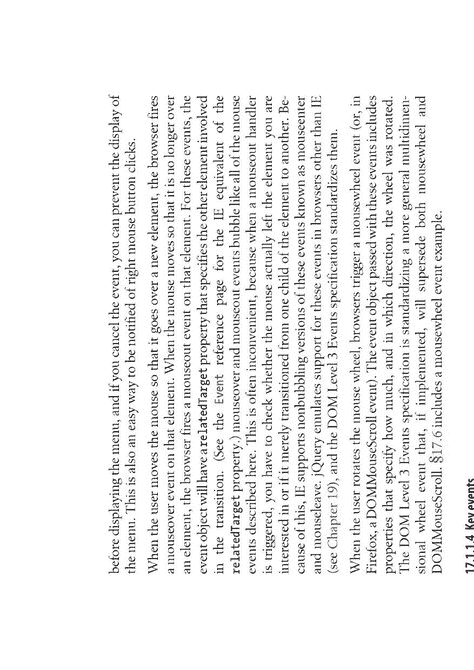 before displaying the menu, and if you cancel the event, you can prevent the display of
the menu. This is also an easy way to be notified of right mouse button clicks.
When the user moves the mouse so that it goes over a new element, the browser fires
a mouseover event on that element. When the mouse moves so that it is no longer over
an element, the browser fires a mouseout event on that element. For these events, the
event object will have a relatedTarget property that specifies the other element involved
in the transition. (See the Event reference page for the IE equivalent of the
relatedTarget property.) mouseover and mouseout events bubble like all of the mouse
events described here. This is often inconvenient, because when a mouseout handler
is triggered, you have to check whether the mouse actually left the element you are
interested in or if it merely transitioned from one child of the element to another. Be-
cause of this, IE supports nonbubbling versions of these events known as mouseenter
and mouseleave. jQuery emulates support for these events in browsers other than IE
(see Chapter 19), and the DOM Level 3 Events specification standardizes them.
When the user rotates the mouse wheel, browsers trigger a mousewheel event (or, in
Firefox, a DOMMouseScroll event). The event object passed with these events includes
properties that specify how much, and in which direction, the wheel was rotated.
The DOM Level 3 Events specification is standardizing a more general multidimen-
sional wheel event that, if implemented, will supersede both mousewheel and
DOMMouseScroll. §17.6 includes a mousewheel event example.
17.1.1.4 Key events